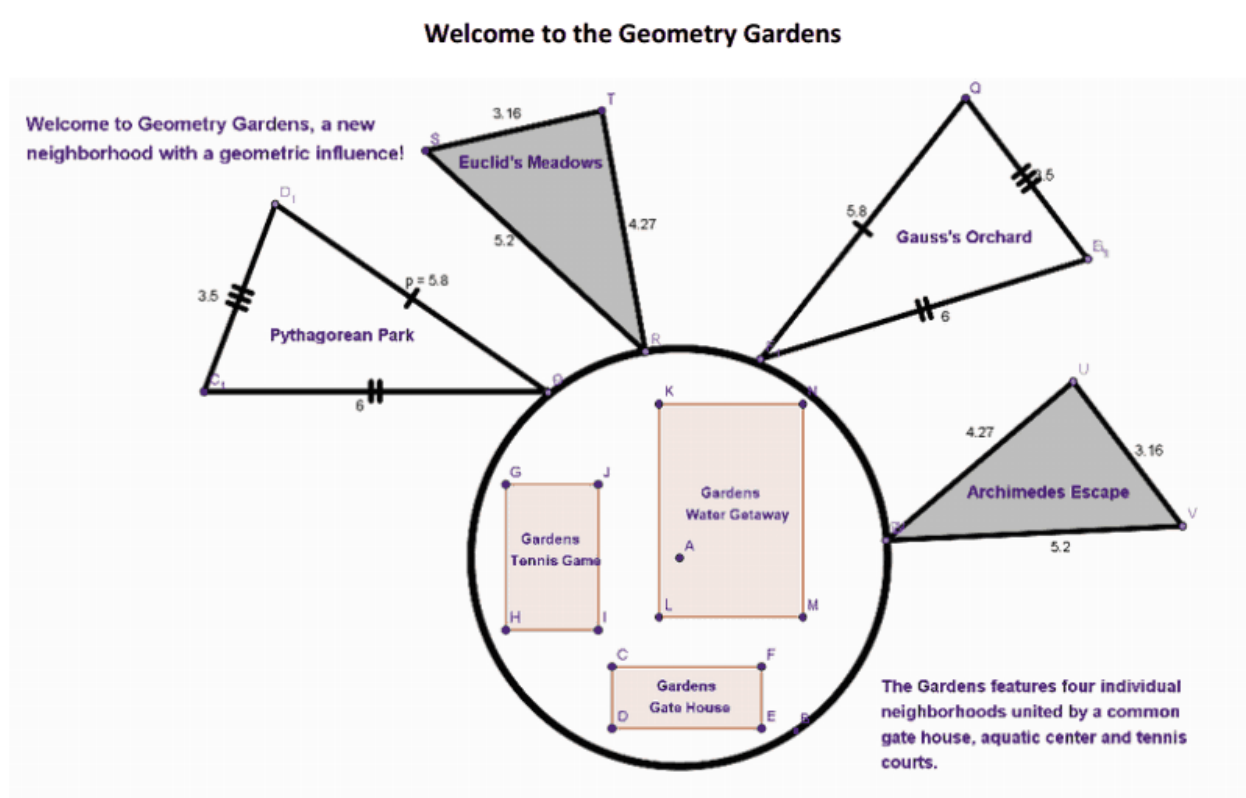 Welcome to the Geometry Gardens
Welcome to Geometry Gardens, a new
neighborhood with a geometric influence!
T
S
3.16
Euclid's Meadows
4.27
5.2
R
Q
5.8
Gauss's Orchard
6
D1
3.5
p = 5.8
Pythagorean Park
C1
6
K
N
Gardens
Water Getaway
A
L
M
G
J
Gardens
Tennis Game
H
I
C
F
Gardens
Gate House
D
E
B
U
4.27
3.16
Archimedes Escape
V
5.2
The Gardens features four individual
neighborhoods united by a common
gate house, aquatic center and tennis
courts.